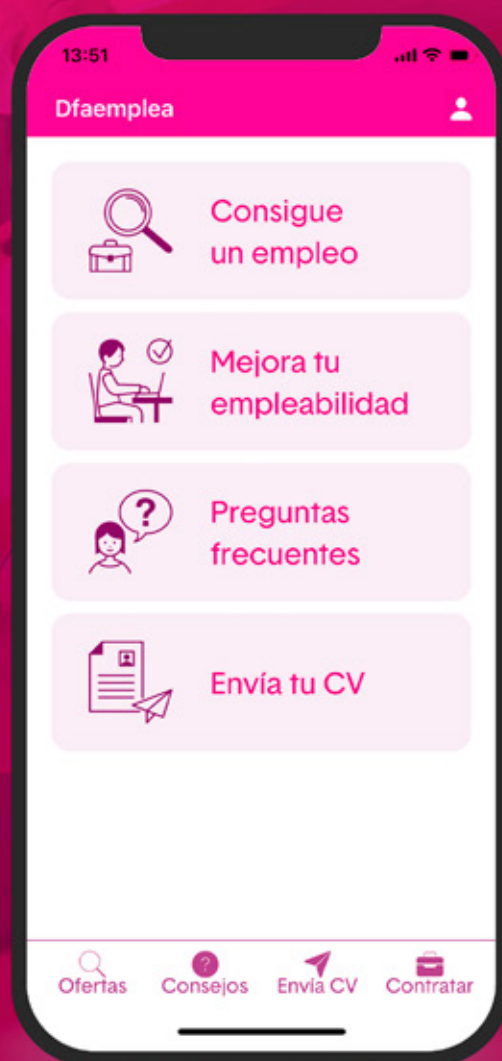 13:51
Dfaemplea
Consigue
un empleo
Mejora tu
empleabilidad
?
Preguntas
frecuentes
Envía tu CV
?
Ofertas Consejos Envía CV Contratar